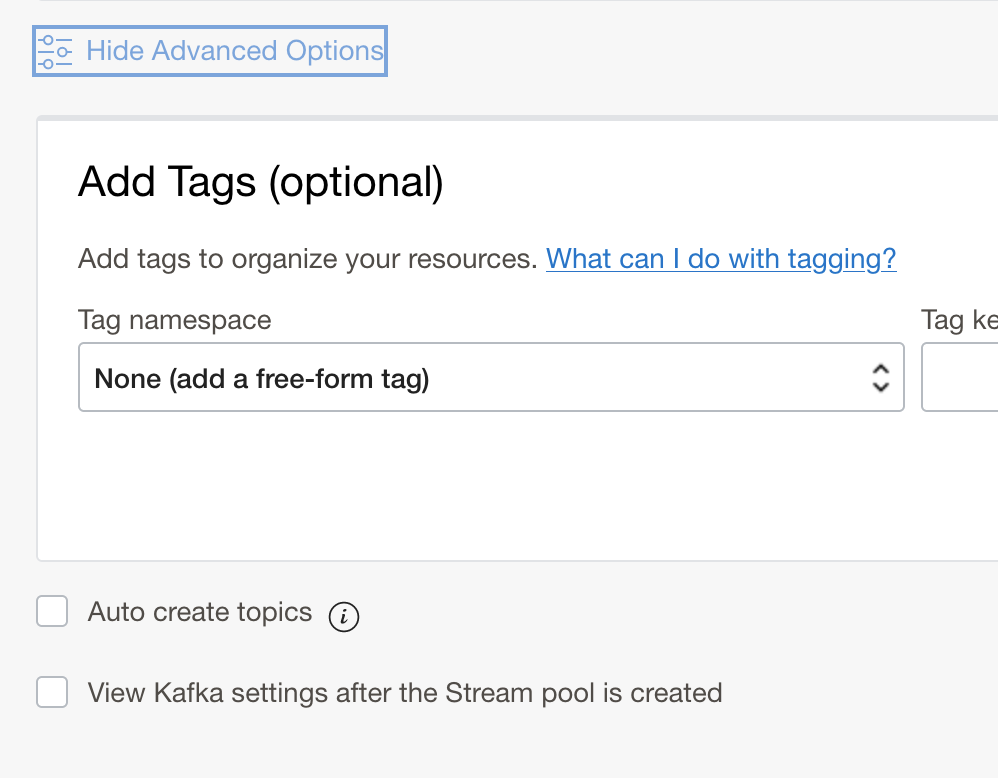 Hide Advanced Options
Add Tags (optional)
Add tags to organize your resources. What can I do with tagging?
Tag namespace
Tag ke
None (add a free-form tag)
Auto create topics i
View Kafka settings after the Stream pool is created